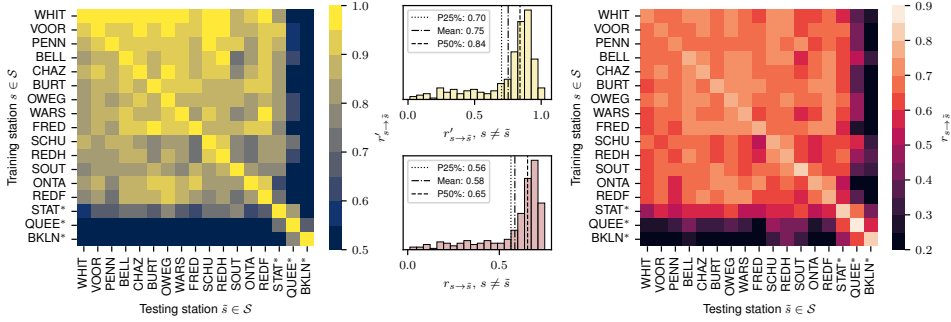 WHIT
VOOR
PENN
BELL
CHAZ
BURT
OWEG
WARS
FRED
SCHU
REDH
SOUT
ONTA
REDF
STAT*
QUEE*
BKLN*
Training station s ∈ 𝒮
WHIT
VOOR
PENN
BELL
CHAZ
BURT
OWEG
WARS
FRED
SCHU
REDH
SOUT
ONTA
REDF
STAT*
QUEE*
BKLN*
Testing station s̃ ∈ 𝒮
1.0
0.9
0.8
0.7
0.6
0.5
r′ₛ→s̃
P25%: 0.70
Mean: 0.75
P50%: 0.84
0.0
0.5
1.0
r′ₛ→s̃, s ≠ s̃
P25%: 0.56
Mean: 0.58
P50%: 0.65
0.0
0.5
rₛ→s̃, s ≠ s̃
WHIT
VOOR
PENN
BELL
CHAZ
BURT
OWEG
WARS
FRED
SCHU
REDH
SOUT
ONTA
REDF
STAT*
QUEE*
BKLN*
Training station s ∈ 𝒮
WHIT
VOOR
PENN
BELL
CHAZ
BURT
OWEG
WARS
FRED
SCHU
REDH
SOUT
ONTA
REDF
STAT*
QUEE*
BKLN*
Testing station s̃ ∈ 𝒮
0.9
0.8
0.7
0.6
0.5
0.4
0.3
0.2
rₛ→s̃